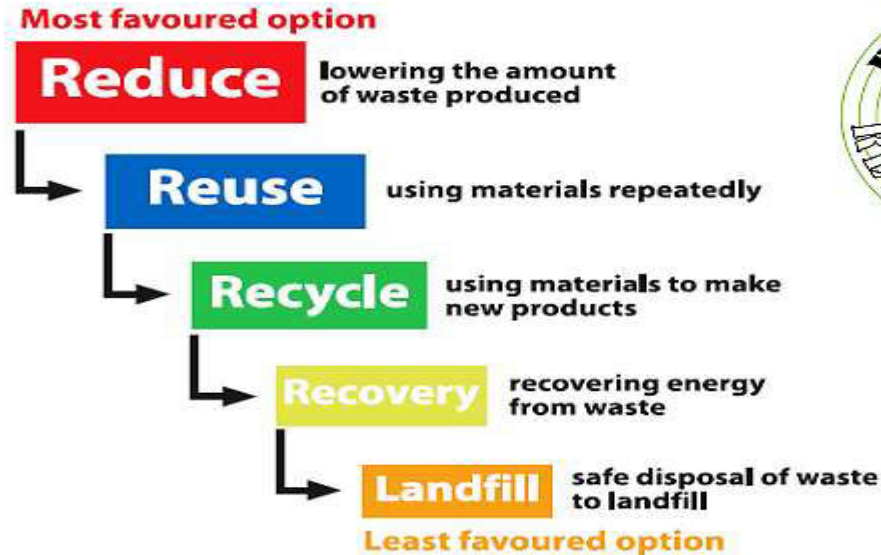 Most favoured option
Reduce
lowering the amount
of waste produced
Reuse
using materials repeatedly
Recycle
using materials to make
new products
Recovery
recovering energy
from waste
Landfill
safe disposal of waste
to landfill
Least favoured option